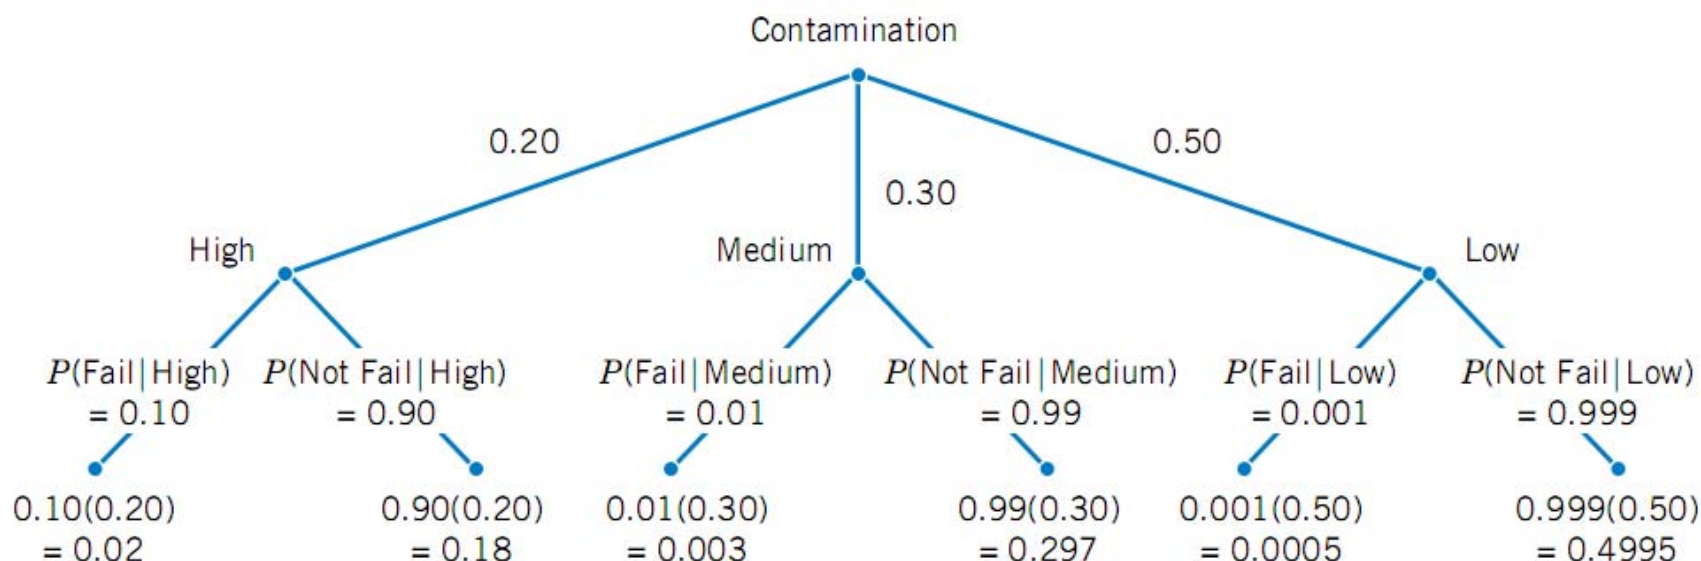 Contamination
0.20
0.50
0.30
High
Medium
Low
P(Fail|High)
= 0.10
P(Not Fail|High)
= 0.90
P(Fail|Medium)
= 0.01
P(Not Fail|Medium)
= 0.99
P(Fail|Low)
= 0.001
P(Not Fail|Low)
= 0.999
0.10(0.20)
= 0.02
0.90(0.20)
= 0.18
0.01(0.30)
= 0.003
0.99(0.30)
= 0.297
0.001(0.50)
= 0.0005
0.999(0.50)
= 0.4995